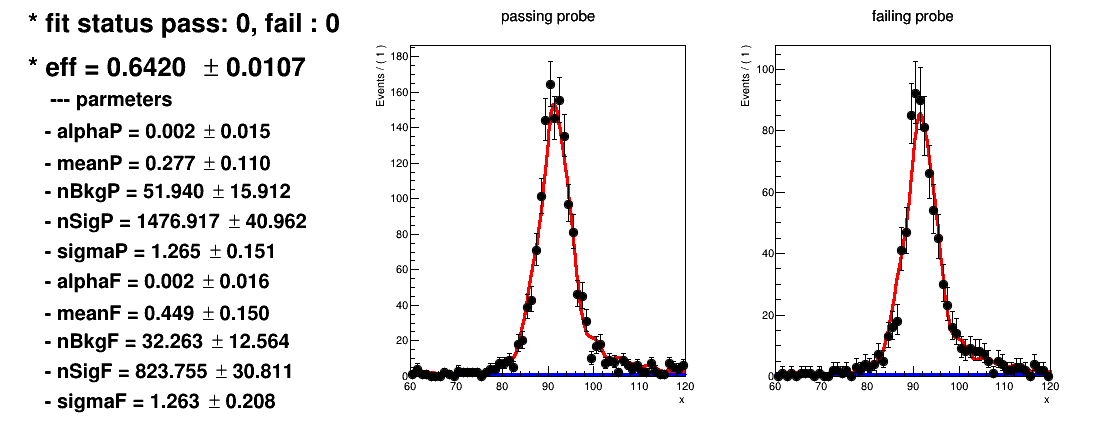 * fit status pass: 0, fail : 0
* eff = 0.6420 ± 0.0107
--- parmeters
- alphaP = 0.002 ± 0.015
- meanP = 0.277 ± 0.110
- nBkgP = 51.940 ± 15.912
- nSigP = 1476.917 ± 40.962
- sigmaP = 1.265 ± 0.151
- alphaF = 0.002 ± 0.016
- meanF = 0.449 ± 0.150
- nBkgF = 32.263 ± 12.564
- nSigF = 823.755 ± 30.811
- sigmaF = 1.263 ± 0.208
passing probe
Events / ( 1 )
180
160
140
120
100
80
60
40
20
0
60 70 80 90 100 110 120
x
failing probe
Events / ( 1 )
100
80
60
40
20
0
60 70 80 90 100 110 120
x